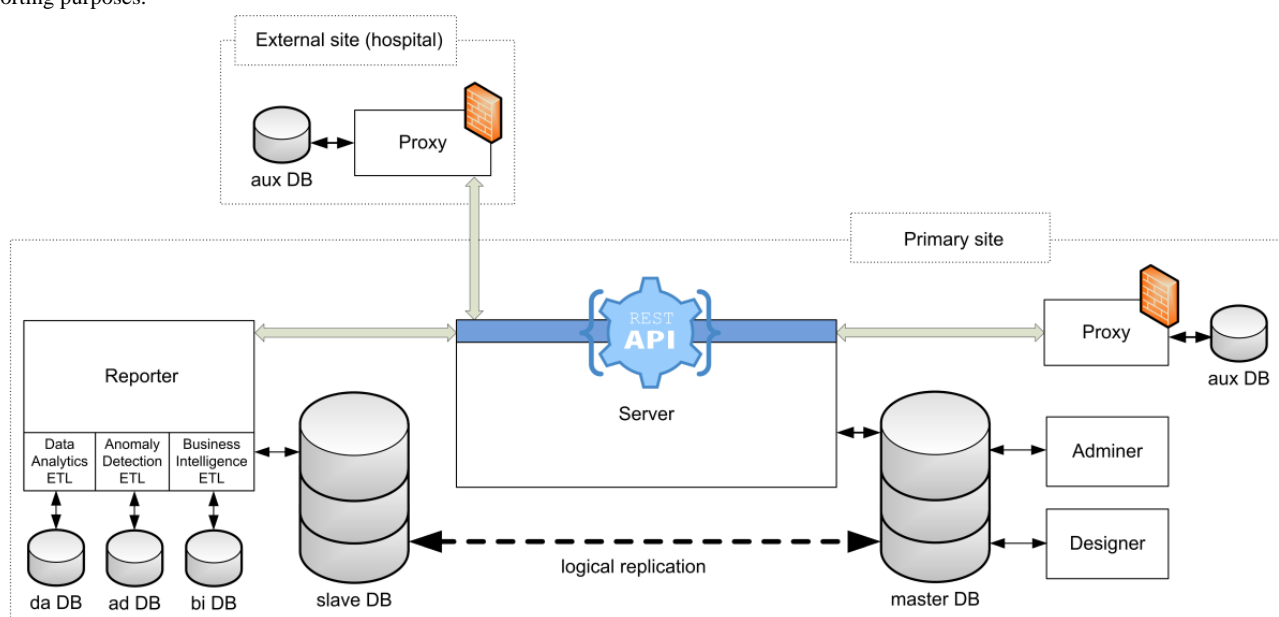 orting purposes.
External site (hospital)
Proxy
aux DB
Primary site
REST
API
Proxy
aux DB
Reporter
Server
Data
Analytics
ETL
Anomaly
Detection
ETL
Business
Intelligence
ETL
Adminer
Designer
logical replication
da DB
ad DB
bi DB
slave DB
master DB